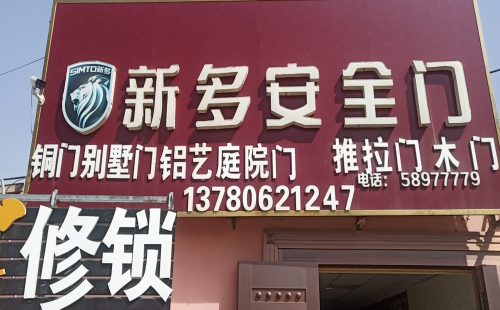 SIMTO新多
新多安全门
铜门别墅门铝艺庭院门 推拉门 木门
电话：58977779
13780621247
修锁